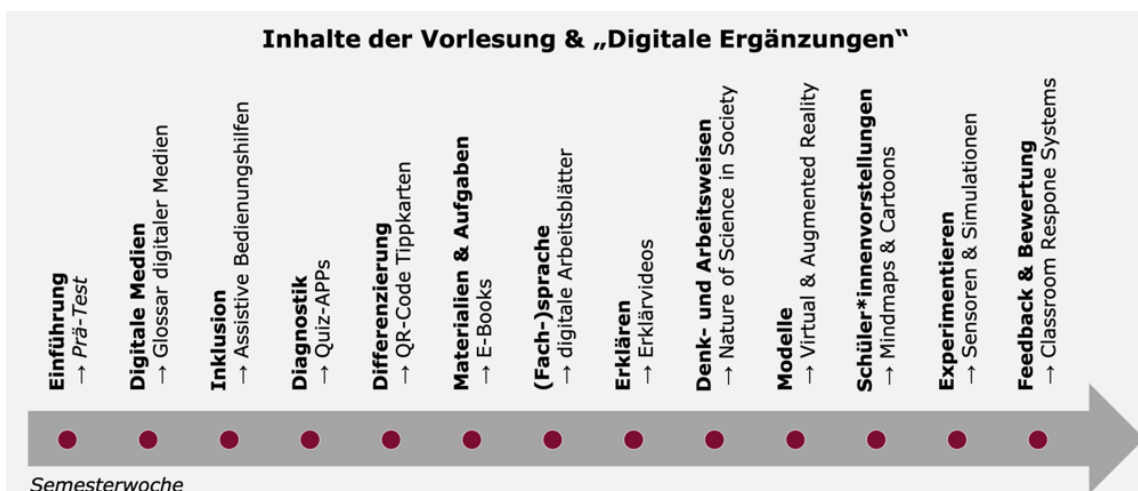 Inhalte der Vorlesung & „Digitale Ergänzungen“
Einführung
→ Prä-Test
Digitale Medien
→ Glossar digitaler Medien
Inklusion
→ Assistive Bedienungshilfen
Diagnostik
→ Quiz-APPs
Differenzierung
→ QR-Code Tippkarten
Materialien & Aufgaben
→ E-Books
(Fach-)sprache
→ digitale Arbeitsblätter
Erklären
→ Erklärvideos
Denk- und Arbeitsweisen
→ Nature of Science in Society
Modelle
→ Virtual & Augmented Reality
Schüler*innenvorstellungen
→ Mindmaps & Cartoons
Experimentieren
→ Sensoren & Simulationen
Feedback & Bewertung
→ Classroom Respone Systems
Semesterwoche